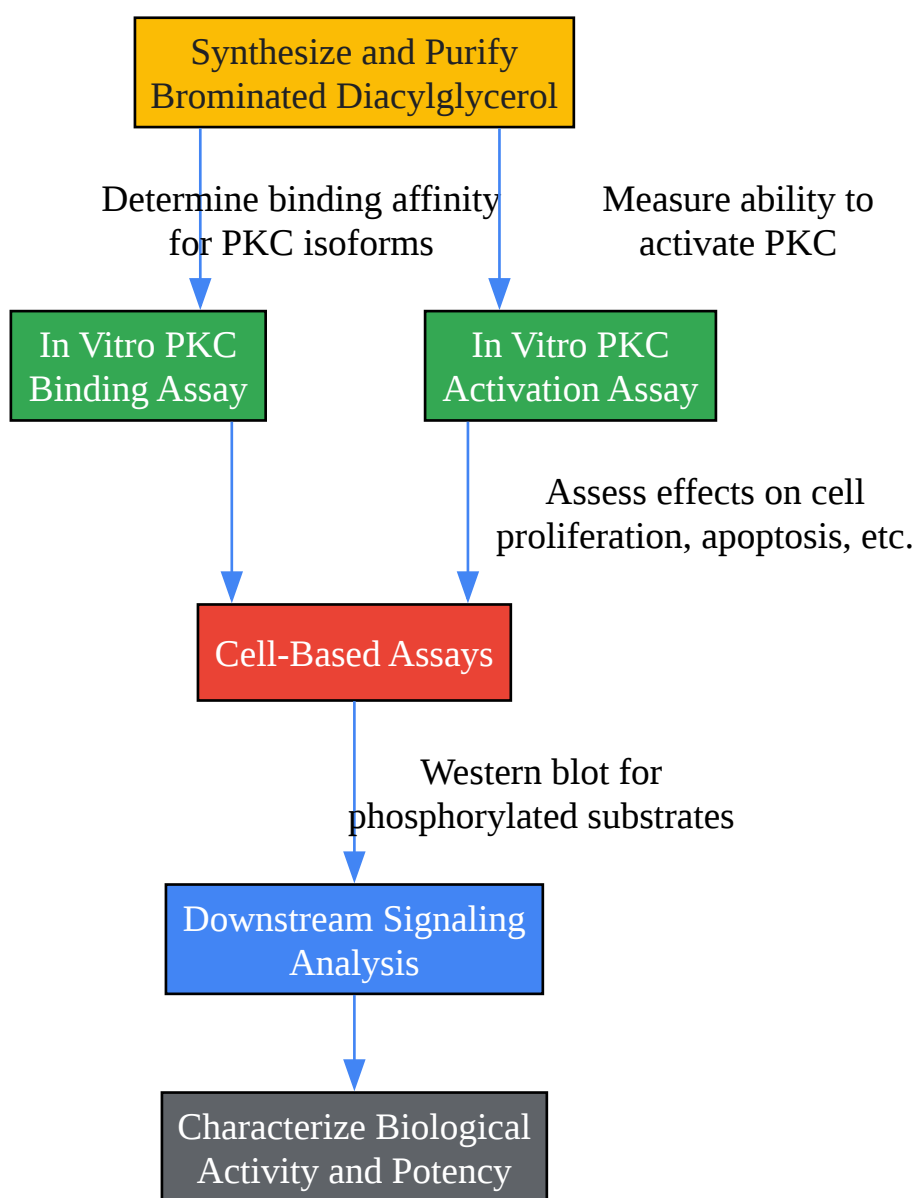 Synthesize and Purify
Brominated Diacylglycerol
Determine binding affinity
for PKC isoforms
Measure ability to
activate PKC
In Vitro PKC
Binding Assay
In Vitro PKC
Activation Assay
Assess effects on cell
proliferation, apoptosis, etc.
Cell-Based Assays
Western blot for
phosphorylated substrates
Downstream Signaling
Analysis
Characterize Biological
Activity and Potency